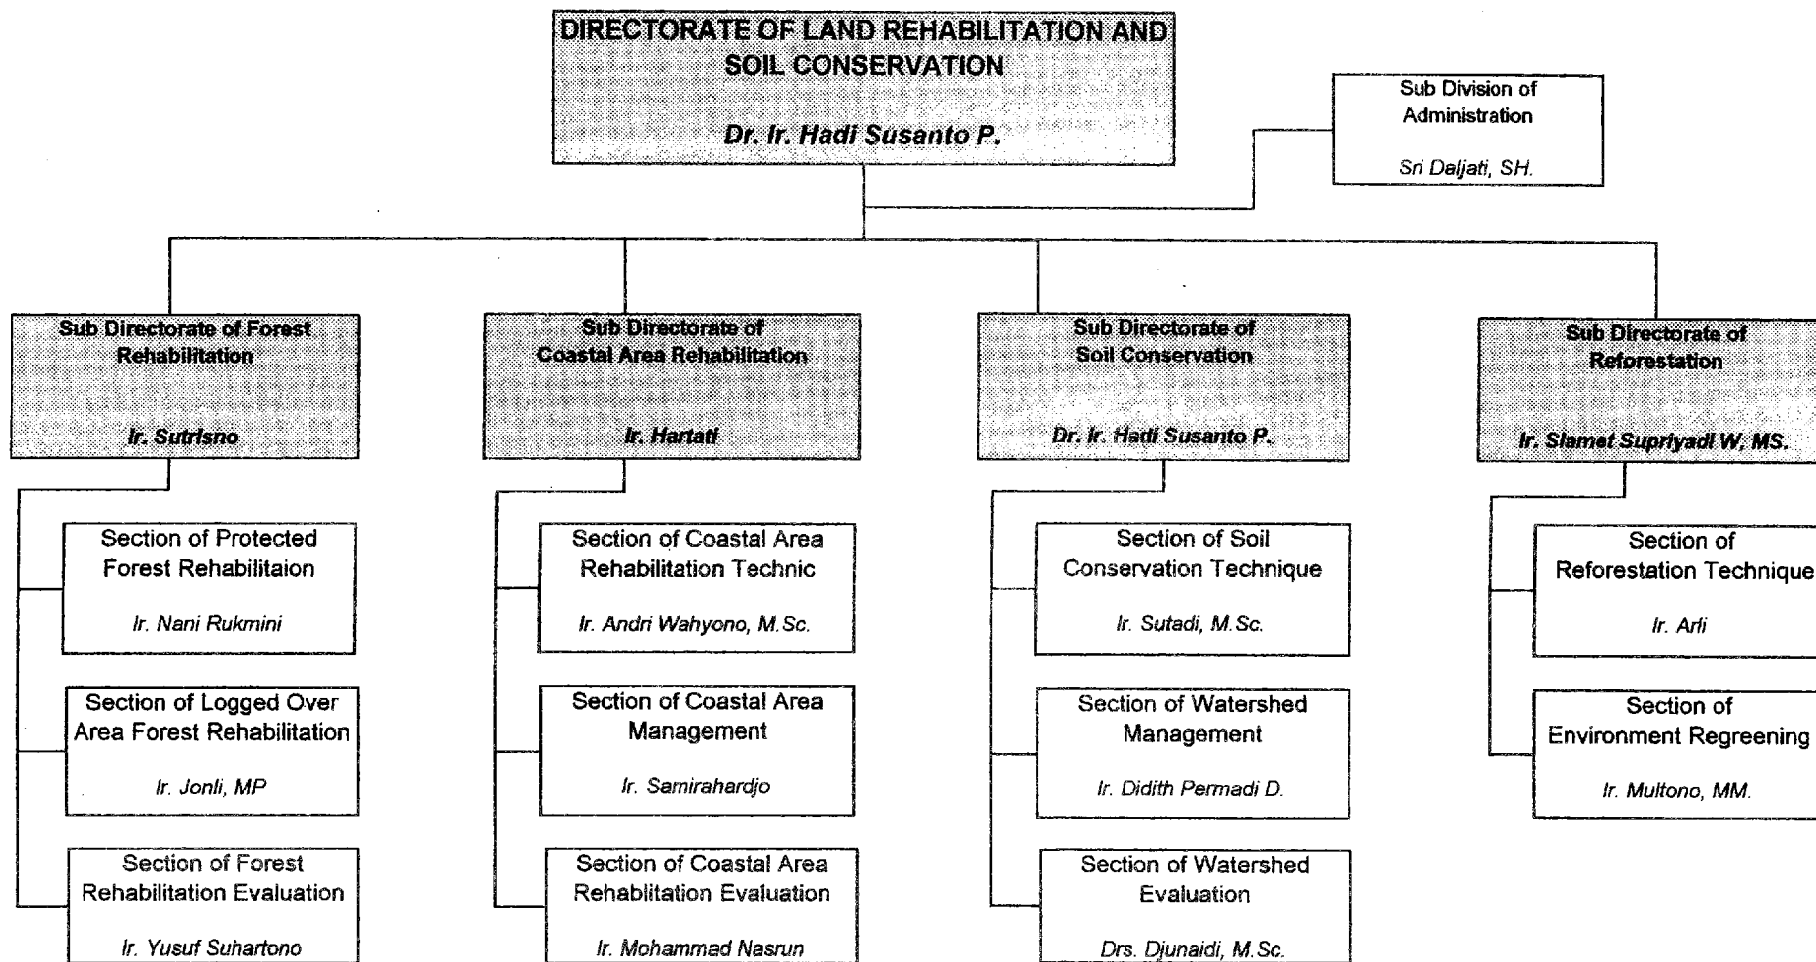 DIRECTORATE OF LAND REHABILITATION AND
SOIL CONSERVATION
Dr. Ir. Hadi Susanto P.
Sub Division of
Administration
Sri Daljati, SH.
Sub Directorate of Forest
Rehabilitation
Ir. Sutrisno
Sub Directorate of
Coastal Area Rehabilitation
Ir. Hartati
Sub Directorate of
Soil Conservation
Dr. Ir. Hadi Susanto P.
Sub Directorate of
Reforestation
Ir. Slamet Supriyadi W, MS.
Section of Protected
Forest Rehabilitaion
Ir. Nani Rukmini
Section of Logged Over
Area Forest Rehabilitation
Ir. Jonli, MP
Section of Forest
Rehabilitation Evaluation
Ir. Yusuf Suhartono
Section of Coastal Area
Rehabilitation Technic
Ir. Andri Wahyono, M.Sc.
Section of Coastal Area
Management
Ir. Samirahardjo
Section of Coastal Area
Rehablitation Evaluation
Ir. Mohammad Nasrun
Section of Soil
Conservation Technique
Ir. Sutadi, M.Sc.
Section of Watershed
Management
Ir. Didith Permadi D.
Section of Watershed
Evaluation
Drs. Djunaidi, M.Sc.
Section of
Reforestation Technique
Ir. Arli
Section of
Environment Regreening
Ir. Multono, MM.